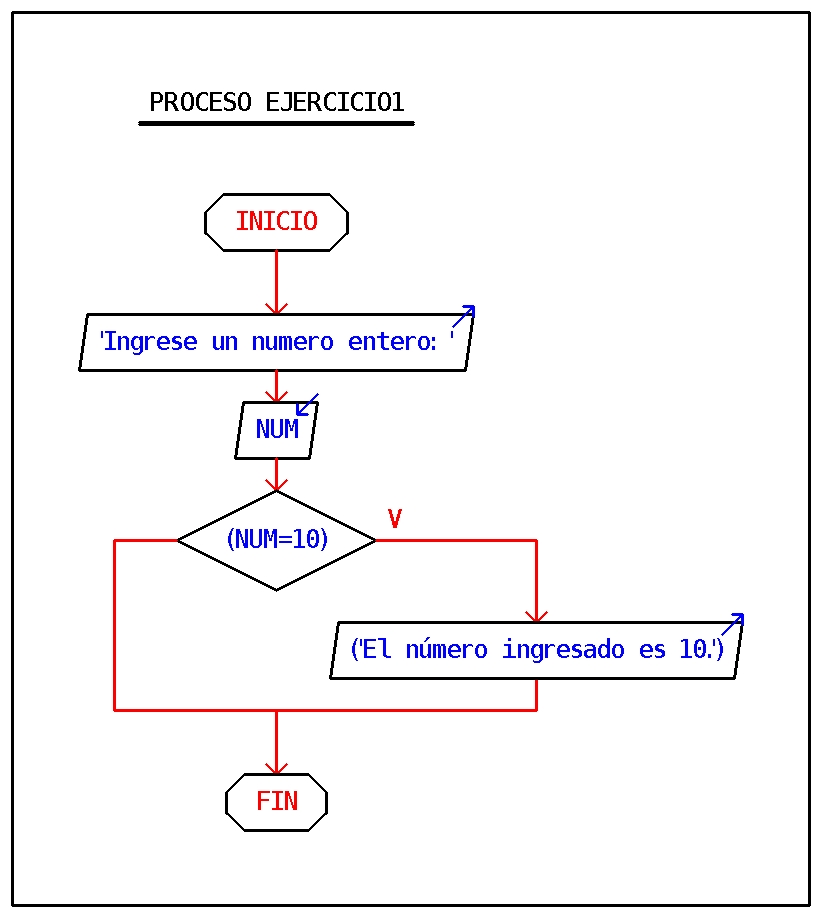 PROCESO EJERCICIO1
INICIO
'Ingrese un numero entero: '
NUM
(NUM=10)
V
('El número ingresado es 10.')
FIN